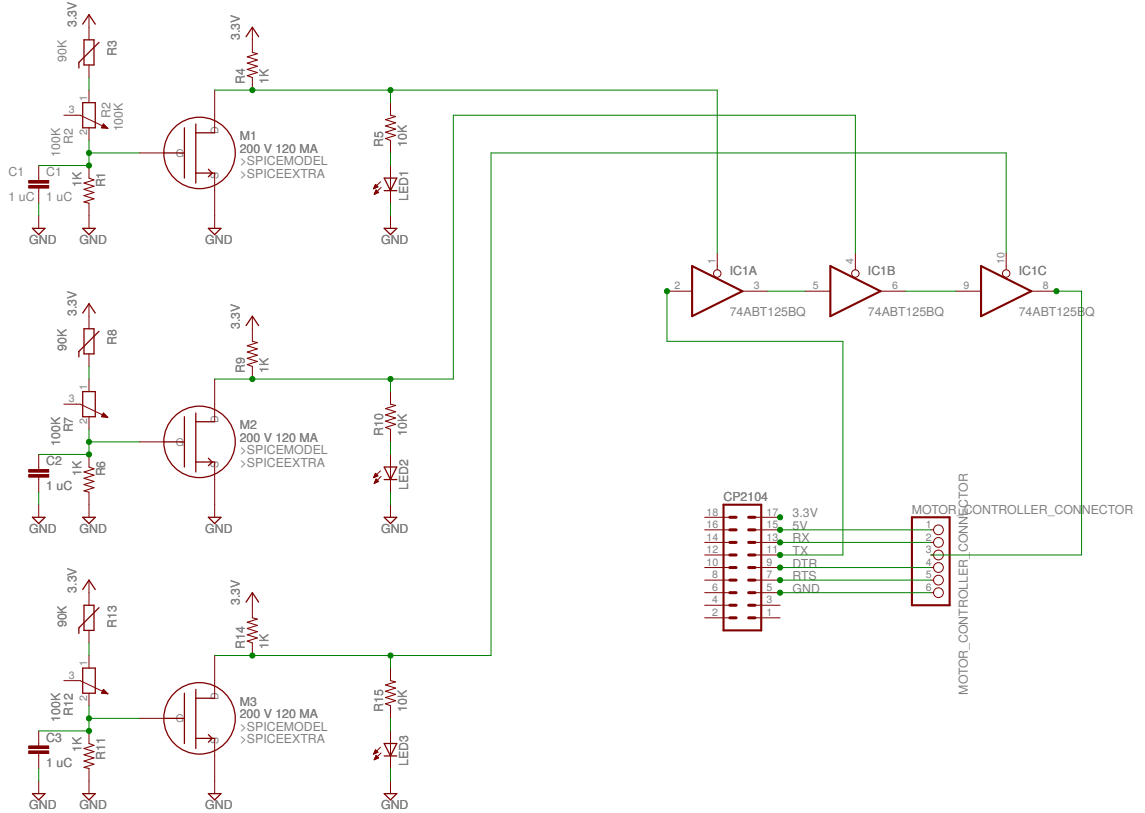 3.3V
90K
R3
1
3
R2
100K
2
100K
R2
C1
C1
1 uC
1 uC
1K
R1
GND
GND
G
D
S
M1
200 V 120 MA
>SPICEMODEL
>SPICEEXTRA
GND
3.3V
R4
1K
R5
10K
LED1
GND
1
2
IC1A
3
74ABT125BQ
4
5
IC1B
6
74ABT125BQ
10
9
IC1C
8
74ABT125BQ
3.3V
90K
R8
1
3
2
100K
R7
C2
1 uC
1K
R6
GND
GND
G
D
S
M2
200 V 120 MA
>SPICEMODEL
>SPICEEXTRA
GND
3.3V
R9
1K
R10
10K
LED2
GND
CP2104
18 17 3.3V
16 15 5V
14 13 RX
12 11 TX
10 9 DTR
8 7 RTS
6 5 GND
4 3
2 1
MOTOR_CONTROLLER_CONNECTOR
MOTOR_CONTROLLER_CONNECTOR
1
2
3
4
5
6
3.3V
90K
R13
1
3
2
100K
R12
C3
1 uC
1K
R11
GND
GND
G
D
S
M3
200 V 120 MA
>SPICEMODEL
>SPICEEXTRA
GND
3.3V
R14
1K
R15
10K
LED3
GND